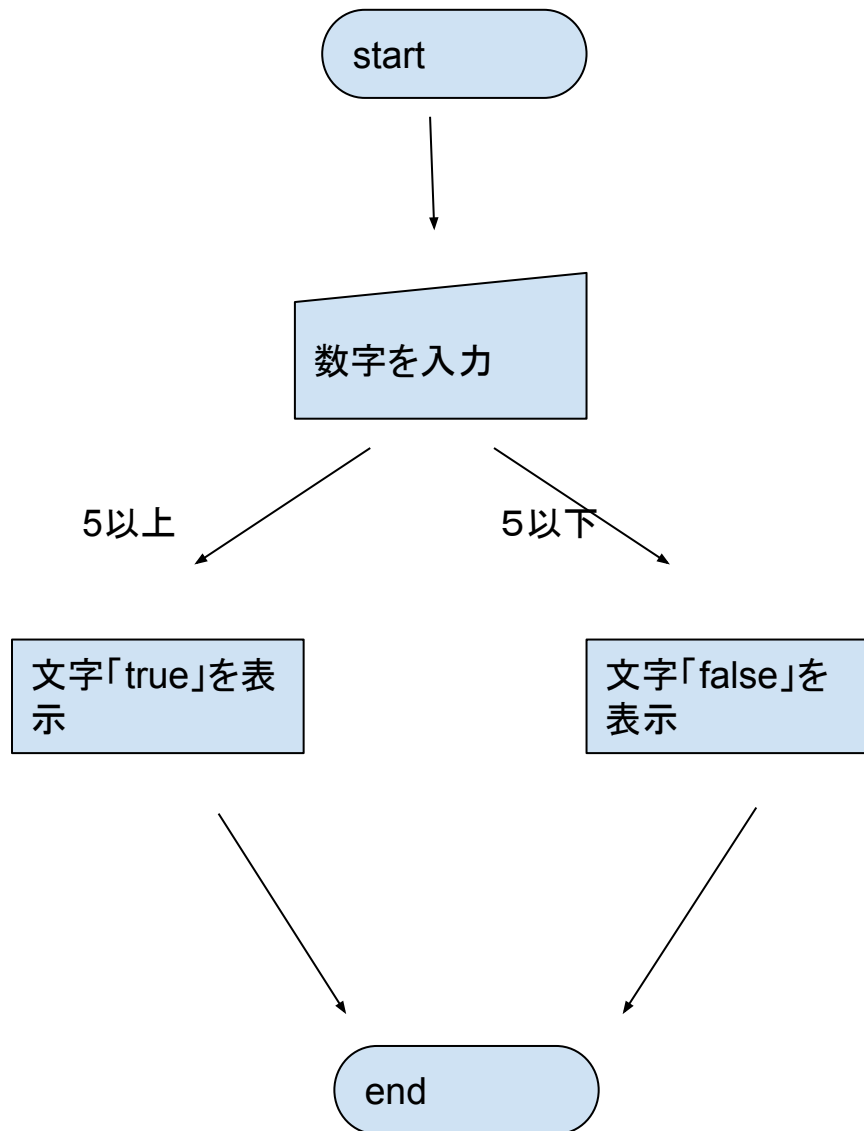 start
数字を入力
5以上
５以下
文字「true」を表
示
文字「false」を
表示
end